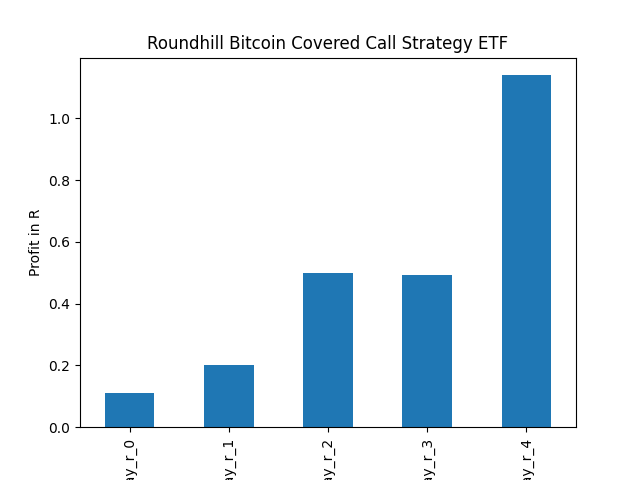 Roundhill Bitcoin Covered Call Strategy ETF
Profit in R
1.0
0.8
0.6
0.4
0.2
0.0
ay_r_0
ay_r_1
ay_r_2
ay_r_3
ay_r_4